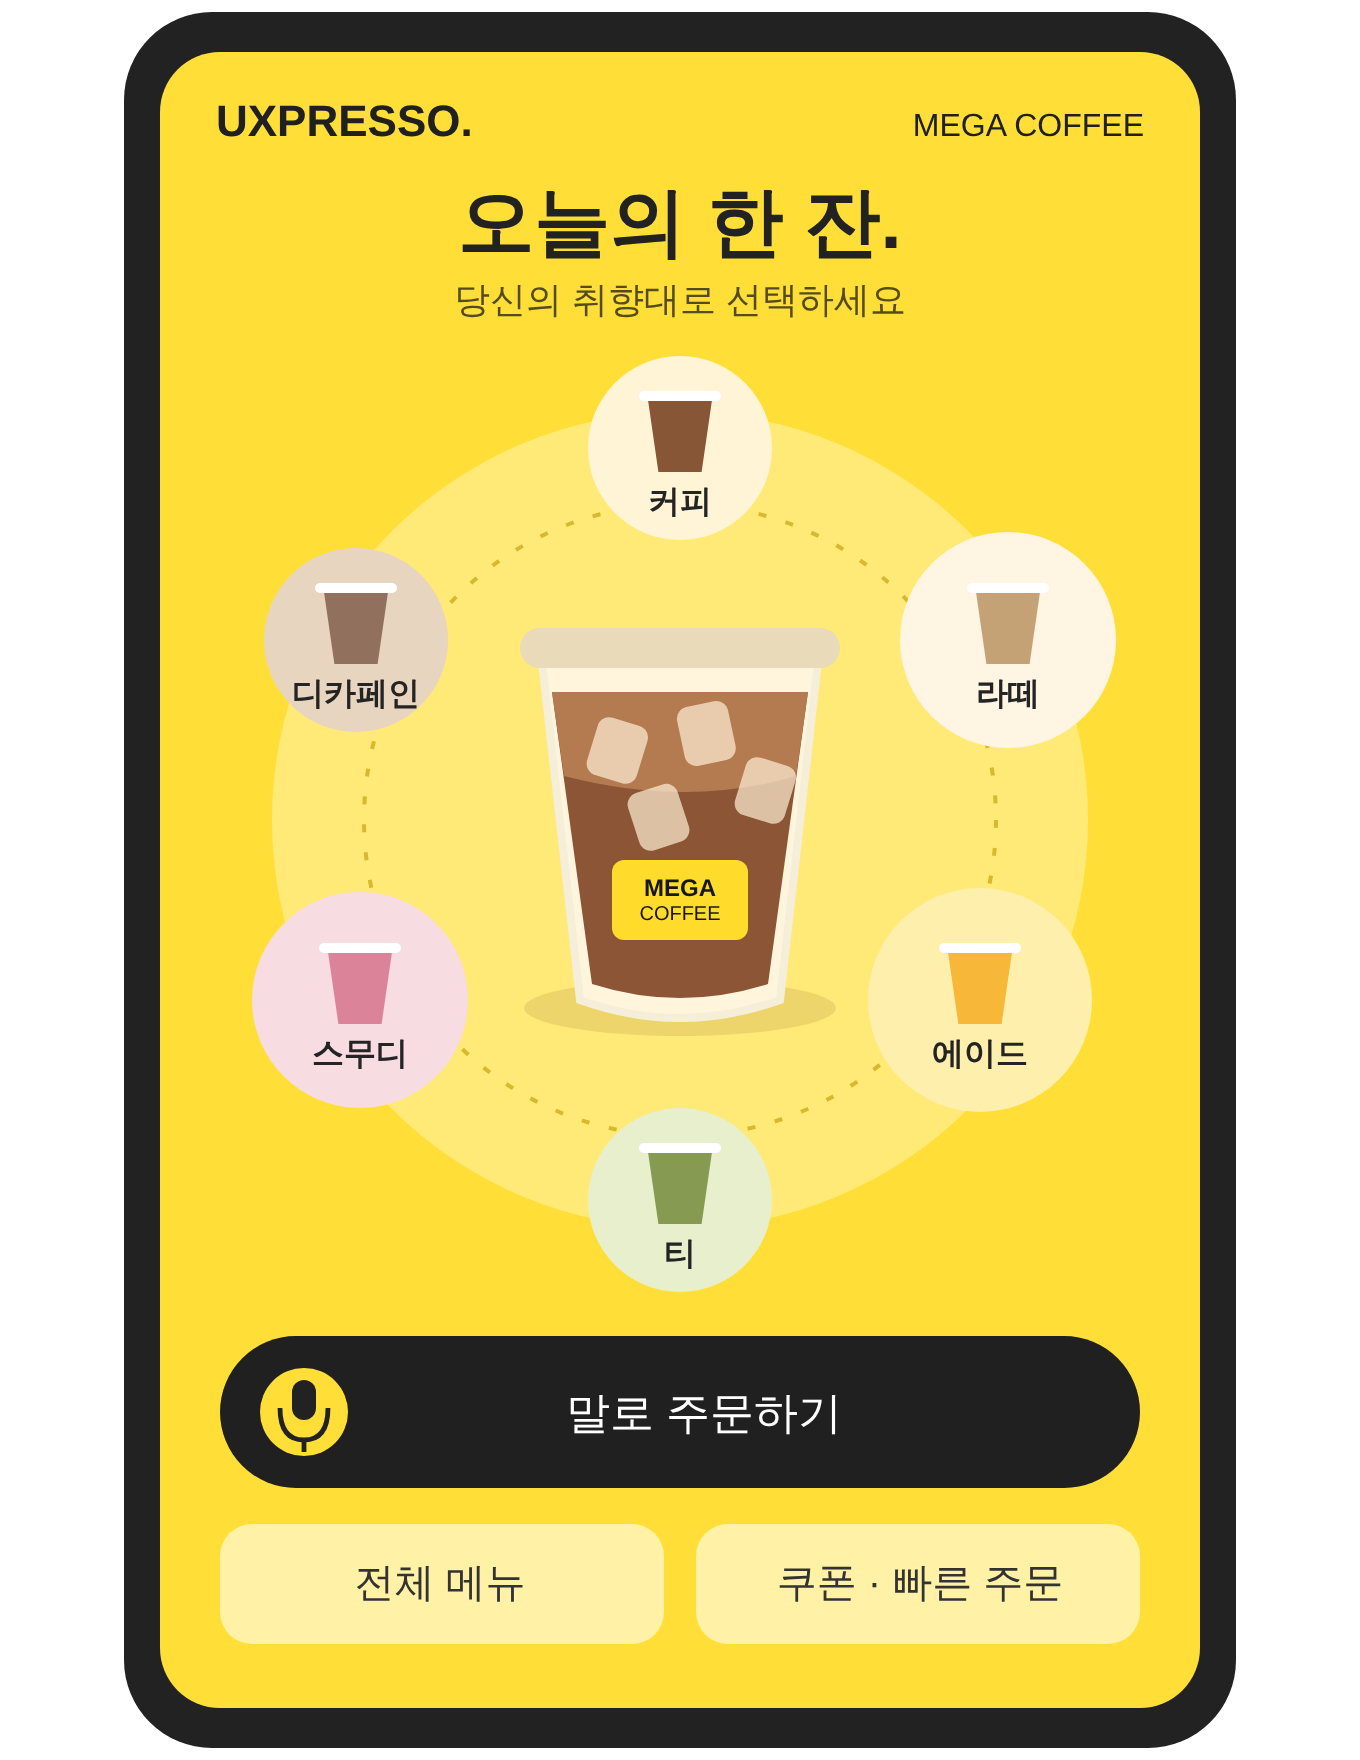 UXPRESSO.
MEGA COFFEE
오늘의 한 잔.
당신의 취향대로 선택하세요
커피
디카페인
라떼
MEGA
COFFEE
스무디
에이드
티
말로 주문하기
전체 메뉴
쿠폰 · 빠른 주문